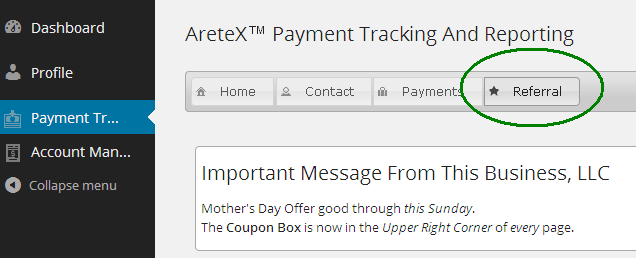 Dashboard
Profile
Payment Tr...
Account Man...
Collapse menu
AreteX™ Payment Tracking And Reporting
Home Contact Payments Referral
Important Message From This Business, LLC
Mother's Day Offer good through this Sunday.
The Coupon Box is now in the Upper Right Corner of every page.